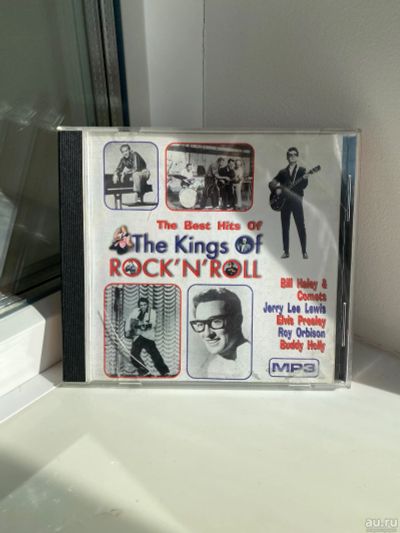 The Best Hits Of
The Kings Of
ROCK'N'ROLL
Bill Haley &
Comets
Jerry Lee Lewis
Elvis Presley
Roy Orbison
Buddy Holly
MP3
au.ru